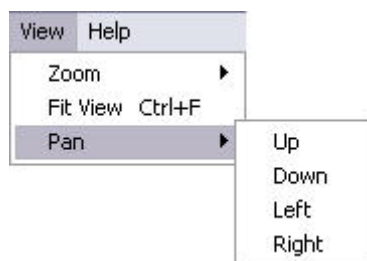 View Help
Zoom
Fit View Ctrl+F
Pan
Up
Down
Left
Right